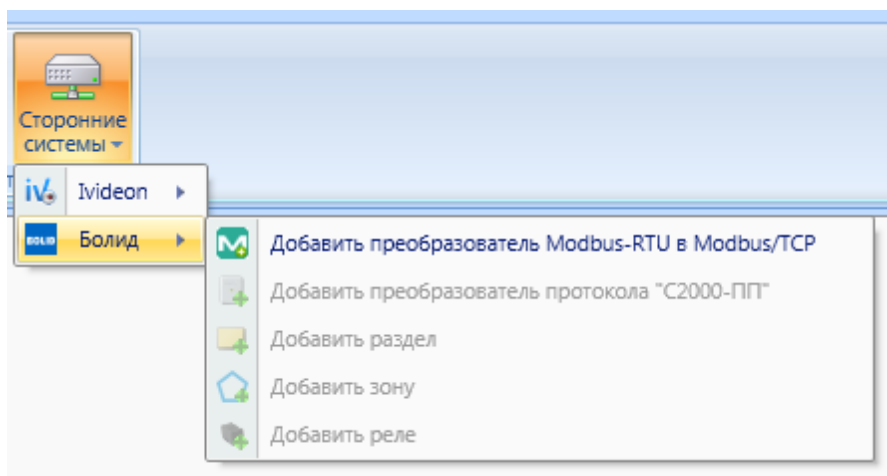 Сторонние
системы
Ivideon
Болид
Добавить преобразователь Modbus-RTU в Modbus/TCP
Добавить преобразователь протокола "С2000-ПП"
Добавить раздел
Добавить зону
Добавить реле